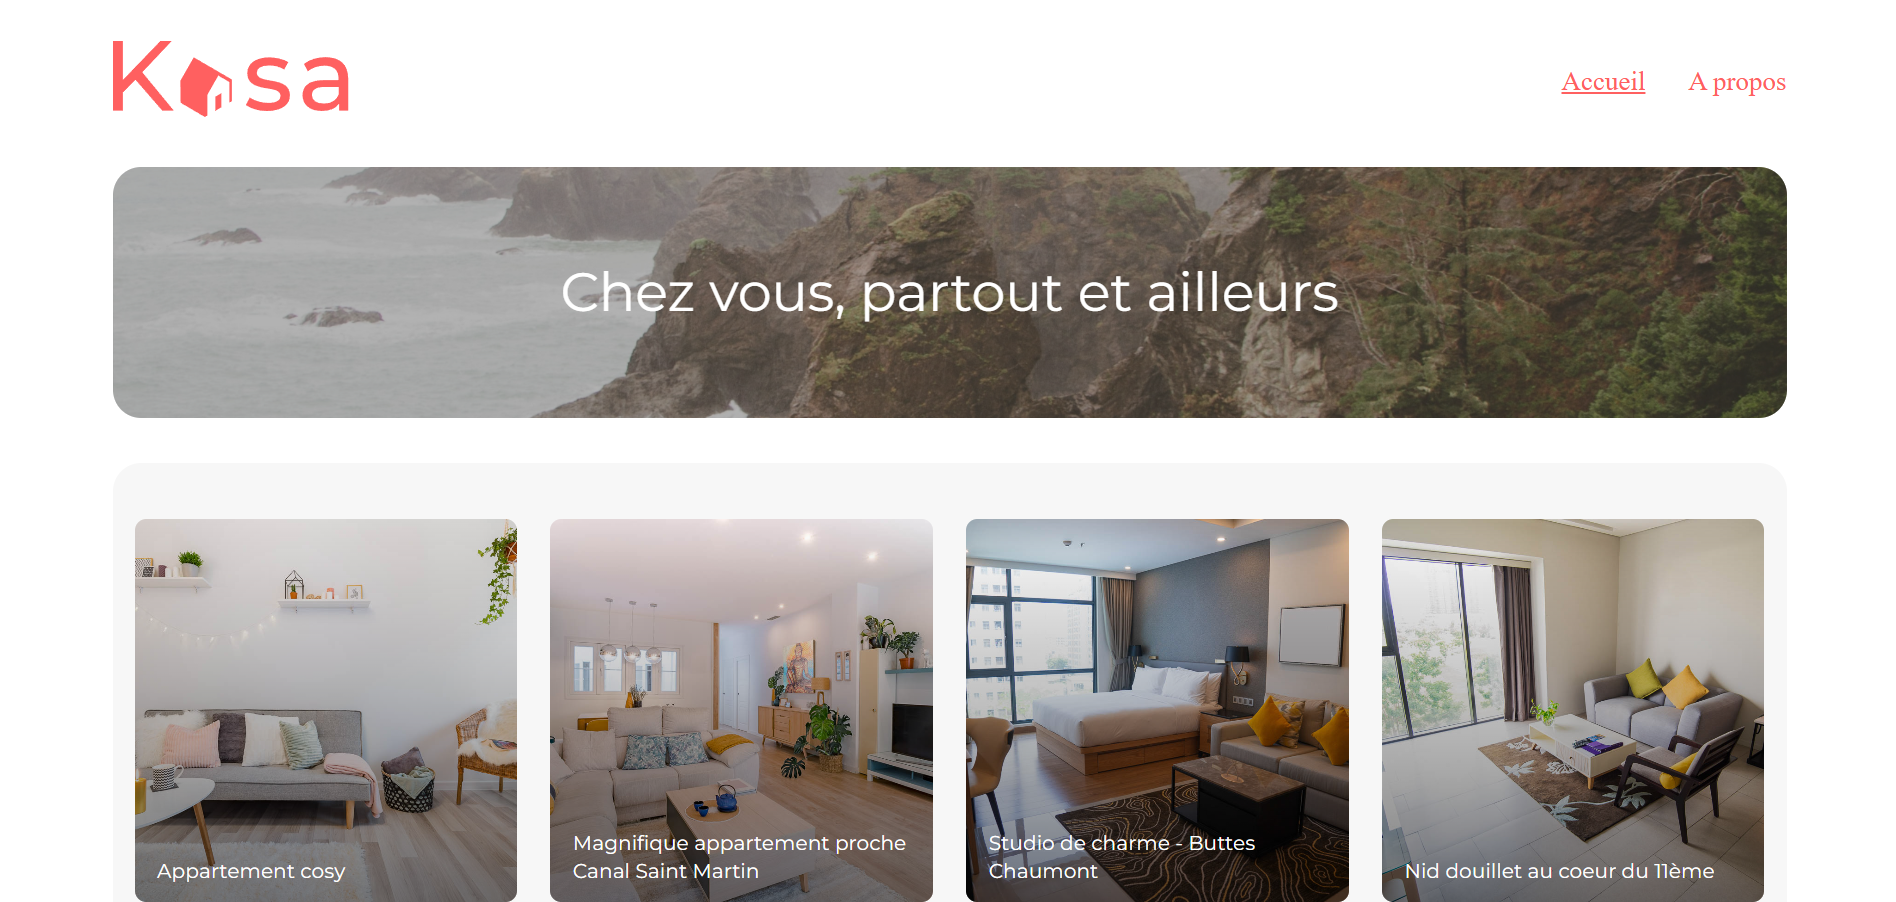 Kasa
Accueil
A propos
Chez vous, partout et ailleurs
Appartement cosy
Magnifique appartement proche
Canal Saint Martin
Studio de charme - Buttes
Chaumont
Nid douillet au coeur du 11ème